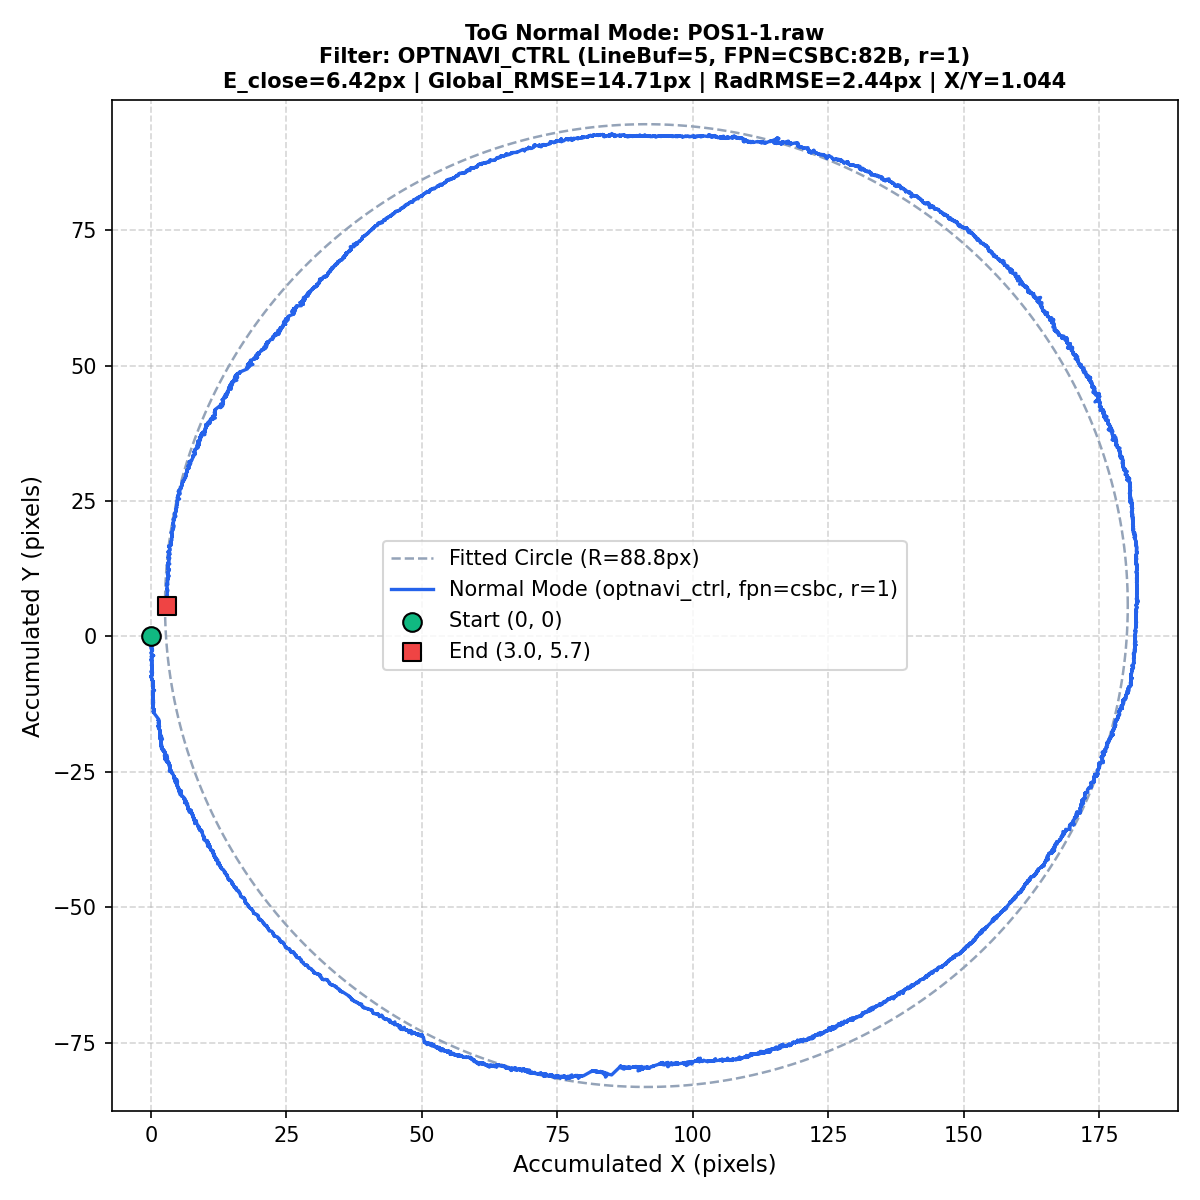 ToG Normal Mode: POS1-1.raw
Filter: OPTNAVI_CTRL (LineBuf=5, FPN=CSBC:82B, r=1)
E_close=6.42px | Global_RMSE=14.71px | RadRMSE=2.44px | X/Y=1.044
Accumulated Y (pixels)
75
50
25
0
−25
−50
−75
Fitted Circle (R=88.8px)
Normal Mode (optnavi_ctrl, fpn=csbc, r=1)
Start (0, 0)
End (3.0, 5.7)
0 25 50 75 100 125 150 175
Accumulated X (pixels)